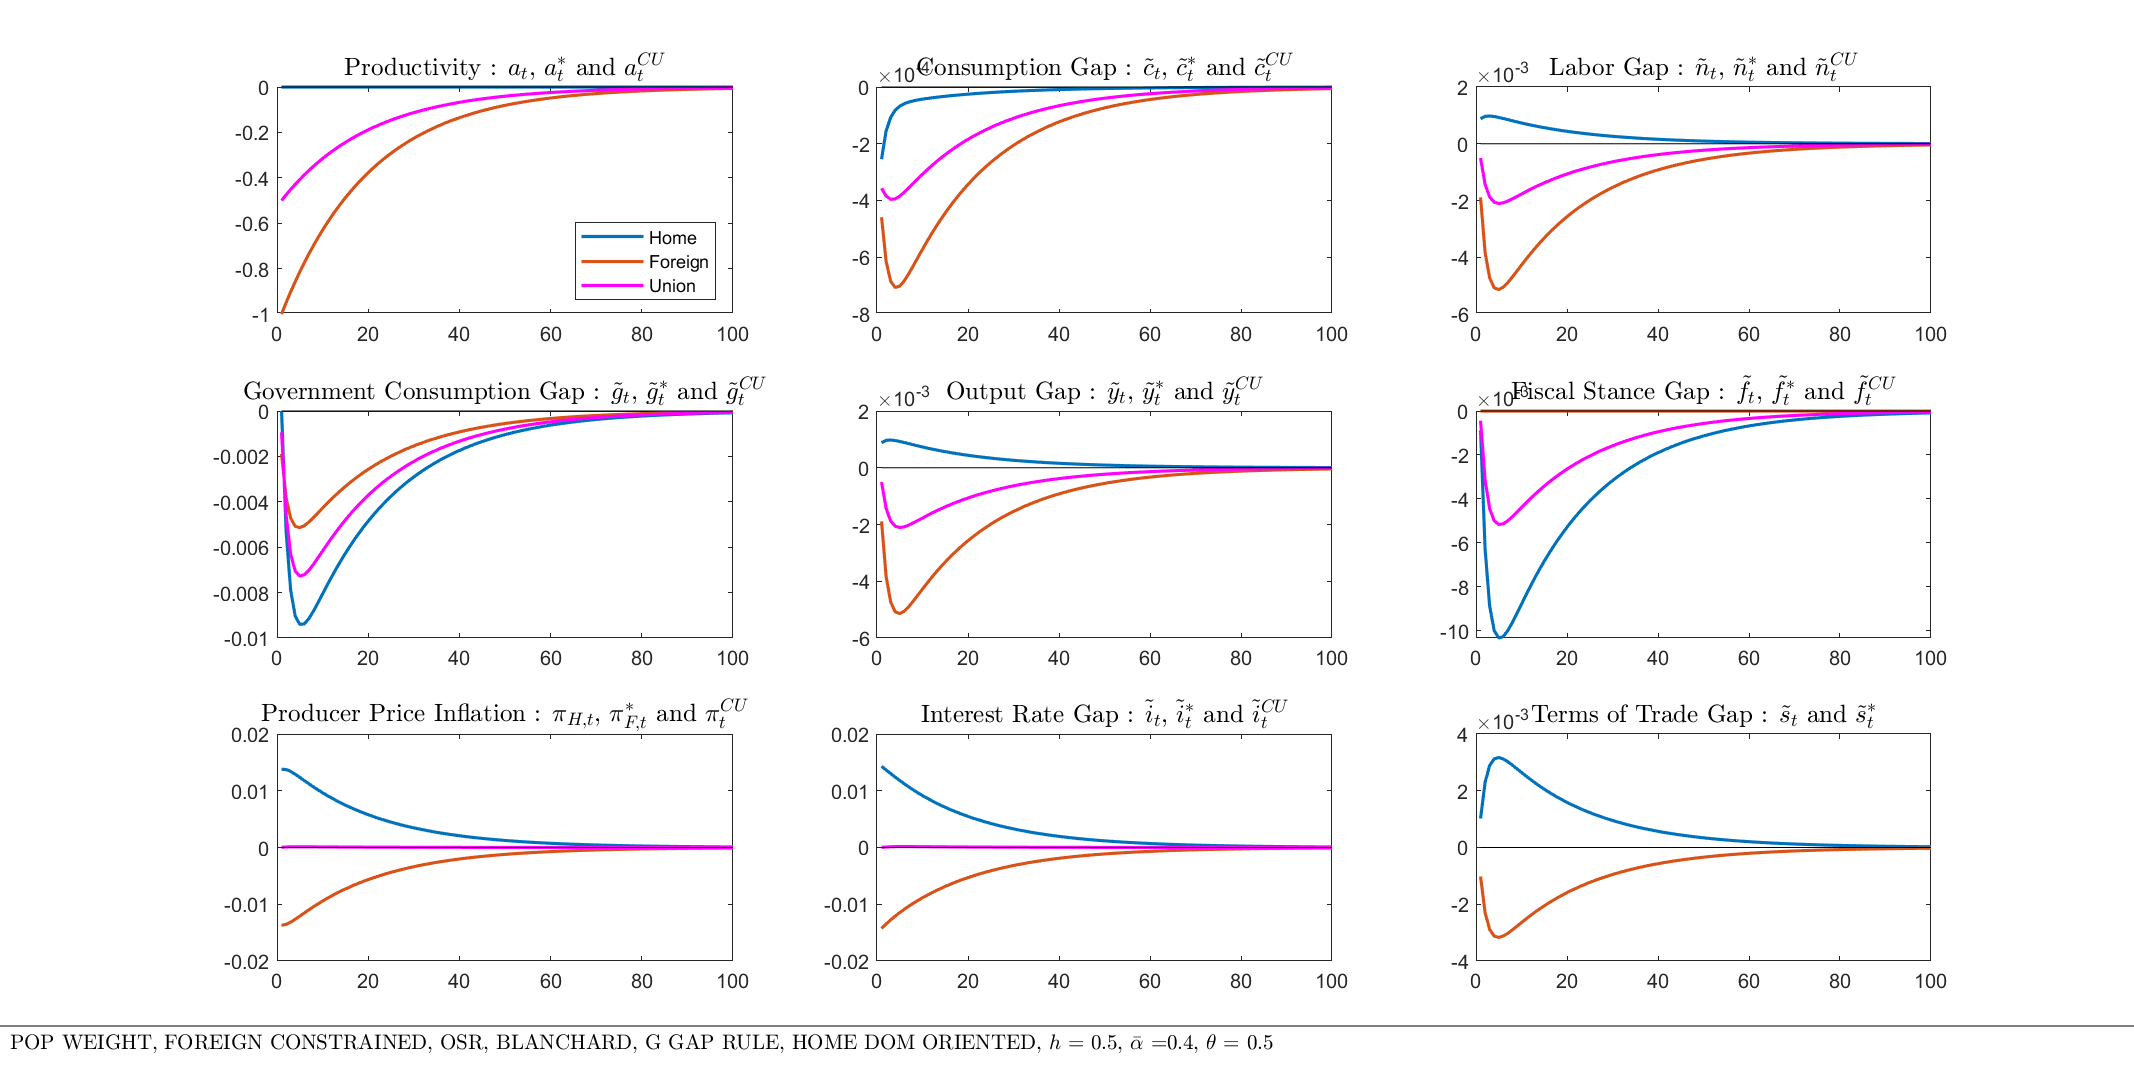 Productivity : a_t, a_t^* and a_t^{CU}
0
-0.2
-0.4
-0.6
-0.8
-1
0 20 40 60 80 100
Home
Foreign
Union
Consumption Gap : c̃_t, c̃_t^* and c̃_t^{CU}
×10^{-4}
0
-2
-4
-6
-8
0 20 40 60 80 100
Labor Gap : ñ_t, ñ_t^* and ñ_t^{CU}
×10^{-3}
2
0
-2
-4
-6
0 20 40 60 80 100
Government Consumption Gap : g̃_t, g̃_t^* and g̃_t^{CU}
0
-0.002
-0.004
-0.006
-0.008
-0.01
0 20 40 60 80 100
Output Gap : ỹ_t, ỹ_t^* and ỹ_t^{CU}
×10^{-3}
2
0
-2
-4
-6
0 20 40 60 80 100
Fiscal Stance Gap : f̃_t, f̃_t^* and f̃_t^{CU}
×10^{-3}
0
-2
-4
-6
-8
-10
0 20 40 60 80 100
Producer Price Inflation : π_{H,t}, π_{F,t}^* and π_t^{CU}
0.02
0.01
0
-0.01
-0.02
0 20 40 60 80 100
Interest Rate Gap : ĩ_t, ĩ_t^* and ĩ_t^{CU}
0.02
0.01
0
-0.01
-0.02
0 20 40 60 80 100
Terms of Trade Gap : s̃_t and s̃_t^*
×10^{-3}
4
2
0
-2
-4
0 20 40 60 80 100
POP WEIGHT, FOREIGN CONSTRAINED, OSR, BLANCHARD, G GAP RULE, HOME DOM ORIENTED, h = 0.5, ᾱ =0.4, θ = 0.5